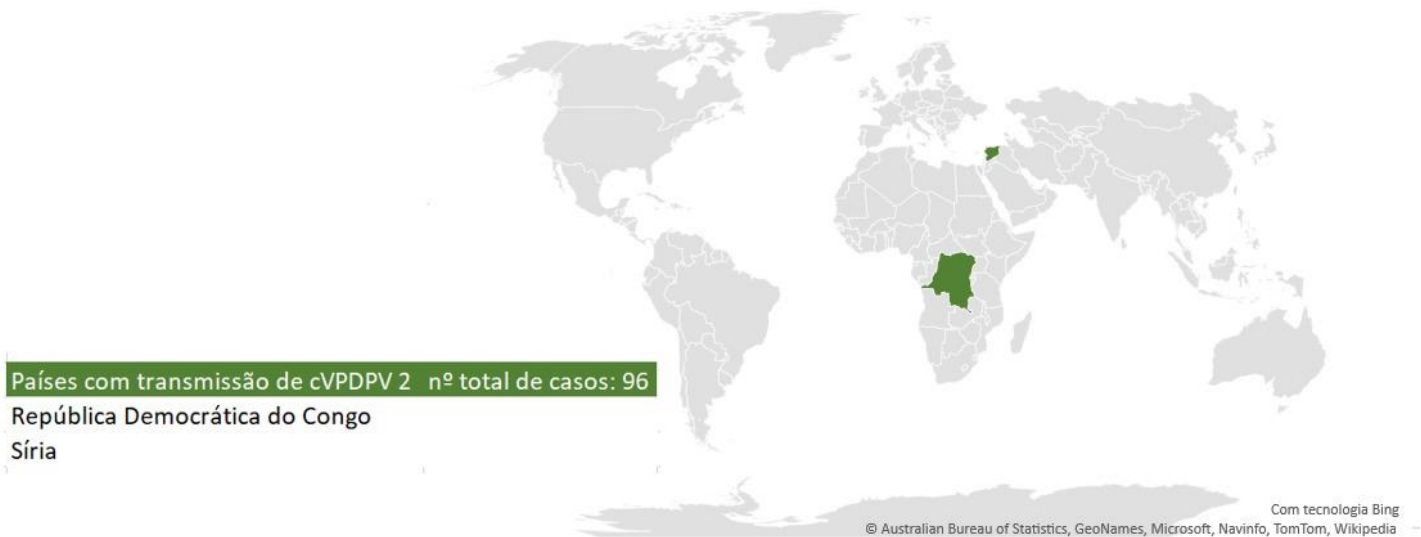 Países com transmissão de cVPDPV 2 nº total de casos: 96
República Democrática do Congo
Síria
Com tecnologia Bing
© Australian Bureau of Statistics, GeoNames, Microsoft, Navinfo, TomTom, Wikipedia